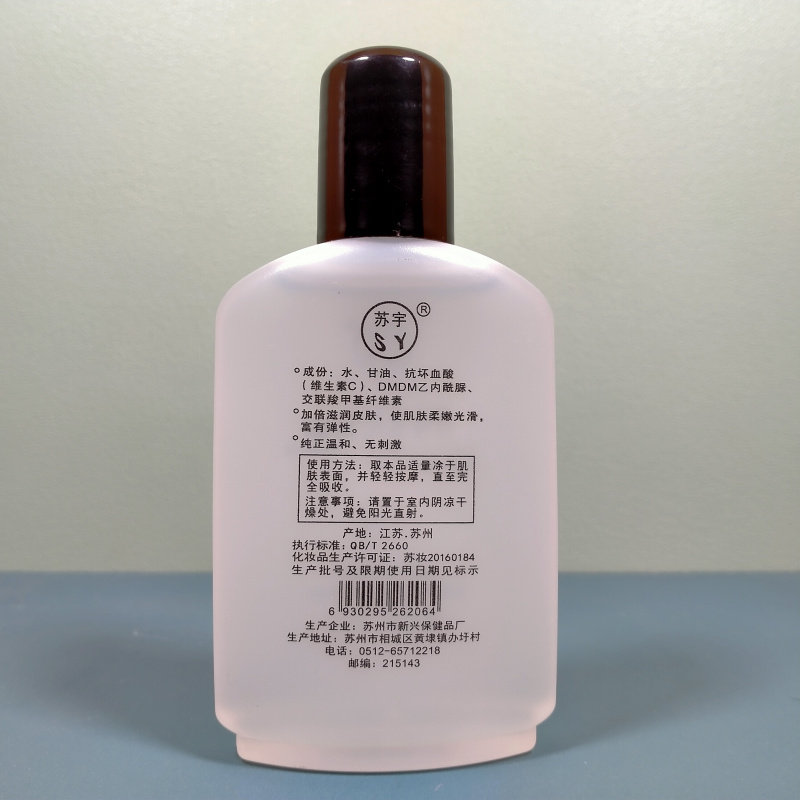 苏宇®
SY
°成份：水、甘油、抗坏血酸
（维生素C）、DMDM乙内酰脲、
交联羧甲基纤维素
°加倍滋润皮肤，使肌肤柔嫩光滑，
富有弹性。
°纯正温和、无刺激
使用方法：取本品适量涂于肌
肤表面，并轻轻按摩，直至完
全吸收。
注意事项：请置于室内阴凉干
燥处，避免阳光直射。
产地：江苏.苏州
执行标准：QB/T 2660
化妆品生产许可证：苏妆20160184
生产批号及限期使用日期见标示
6 930295 262064
生产企业：苏州市新兴保健品厂
生产地址：苏州市相城区黄埭镇办圩村
电话：0512-65712218
邮编：215143